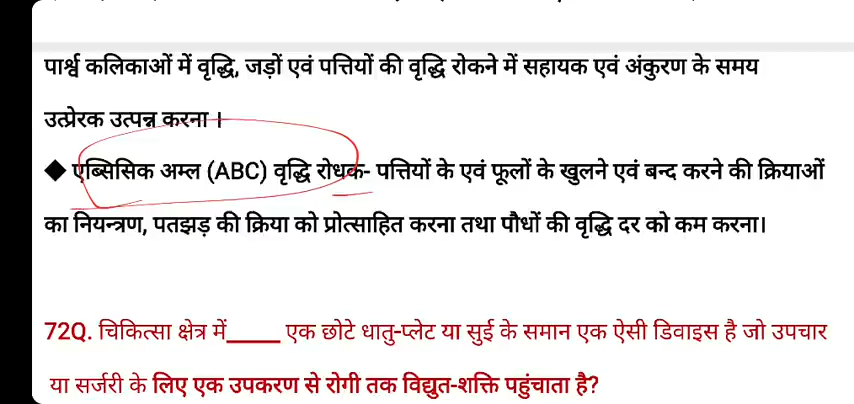 पार्श्व कलिकाओं में वृद्धि, जड़ों एवं पत्तियों की वृद्धि रोकने में सहायक एवं अंकुरण के समय
उत्प्रेरक उत्पन्न करना ।
◆ एब्सिसिक अम्ल (ABC) वृद्धि रोधक- पत्तियों के एवं फूलों के खुलने एवं बन्द करने की क्रियाओं
का नियन्त्रण, पतझड़ की क्रिया को प्रोत्साहित करना तथा पौधों की वृद्धि दर को कम करना।
72Q. चिकित्सा क्षेत्र में_____ एक छोटे धातु-प्लेट या सुई के समान एक ऐसी डिवाइस है जो उपचार
या सर्जरी के लिए एक उपकरण से रोगी तक विद्युत-शक्ति पहुंचाता है?